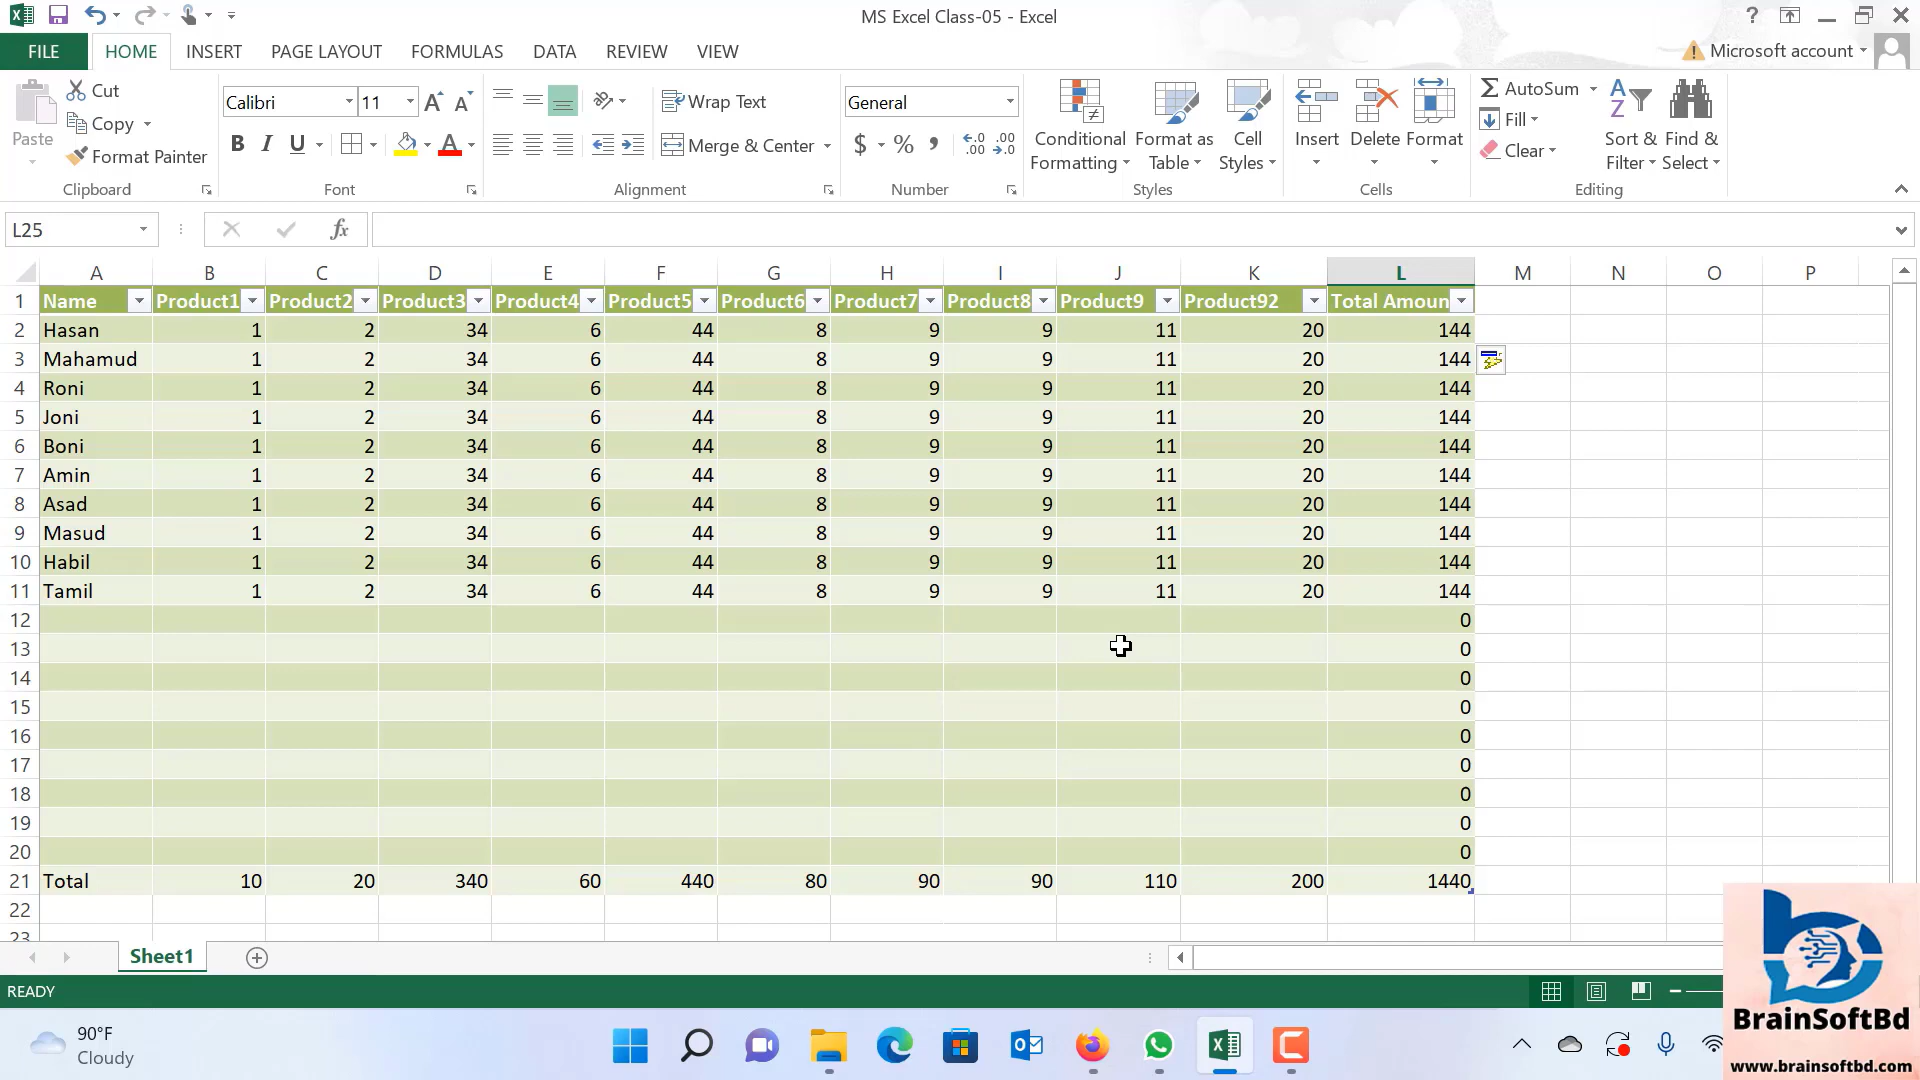 MS Excel Class-05 - Excel
FILE HOME INSERT PAGE LAYOUT FORMULAS DATA REVIEW VIEW Microsoft account
Paste Cut Copy Format Painter Clipboard
Calibri 11 B I U A Font
Wrap Text Merge & Center Alignment
General $ % , Number
Conditional Formatting Format as Table Cell Styles Styles
Insert Delete Format Cells
AutoSum Fill Clear Sort & Filter Find & Select Editing
L25 fx
A B C D E F G H I J K L M N O P
1 Name Product1 Product2 Product3 Product4 Product5 Product6 Product7 Product8 Product9 Product92 Total Amoun
2 Hasan 1 2 34 6 44 8 9 9 11 20 144
3 Mahamud 1 2 34 6 44 8 9 9 11 20 144
4 Roni 1 2 34 6 44 8 9 9 11 20 144
5 Joni 1 2 34 6 44 8 9 9 11 20 144
6 Boni 1 2 34 6 44 8 9 9 11 20 144
7 Amin 1 2 34 6 44 8 9 9 11 20 144
8 Asad 1 2 34 6 44 8 9 9 11 20 144
9 Masud 1 2 34 6 44 8 9 9 11 20 144
10 Habil 1 2 34 6 44 8 9 9 11 20 144
11 Tamil 1 2 34 6 44 8 9 9 11 20 144
12 0
13 0
14 0
15 0
16 0
17 0
18 0
19 0
20 0
21 Total 10 20 340 60 440 80 90 90 110 200 1440
22
23
Sheet1
READY
90°F
Cloudy
BrainSoftBd
www.brainsoftbd.com